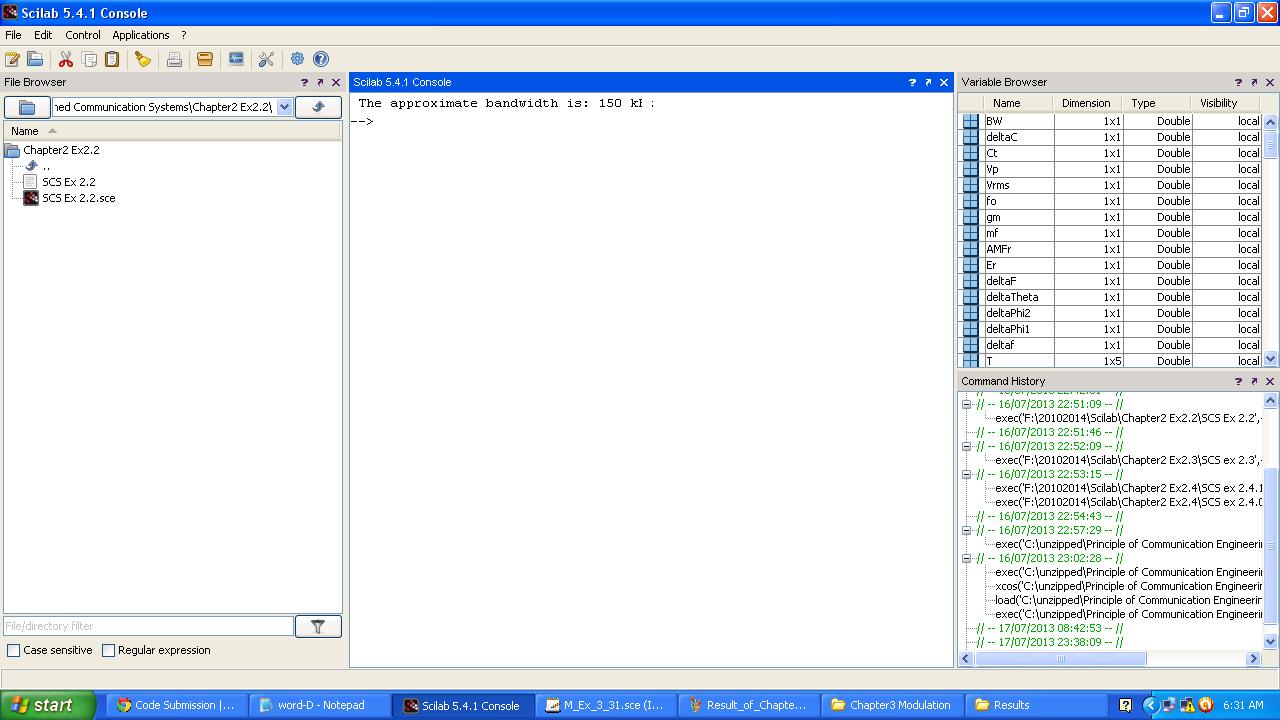 Scilab 5.4.1 Console
File Edit Control Applications ?
File Browser
ned Communication Systems\Chapter2 Ex2.2\
Name
Chapter2 Ex2.2
..
SCS Ex 2.2
SCS Ex 2.2.sce
File/directory filter
Case sensitive Regular expression
Scilab 5.4.1 Console
The approximate bandwidth is: 150
-->
Variable Browser
Name Dimension Type Visibility
BW 1x1 Double local
deltaC 1x1 Double local
Ct 1x1 Double local
Vp 1x1 Double local
Vrms 1x1 Double local
fo 1x1 Double local
gm 1x1 Double local
mf 1x1 Double local
AMFr 1x1 Double local
Er 1x1 Double local
deltaF 1x1 Double local
deltaTheta 1x1 Double local
deltaPhi2 1x1 Double local
deltaPhi1 1x1 Double local
deltaf 1x1 Double local
T 1x5 Double local
Command History
// -- 16/07/2013 22:51:09 -- //
exec('F:\20102014\Scilab\Chapter2 Ex2.2\SCS Ex 2.2',
// -- 16/07/2013 22:51:46 -- //
// -- 16/07/2013 22:52:09 -- //
exec('F:\20102014\Scilab\Chapter2 Ex2.3\SCS ex 2.3',
// -- 16/07/2013 22:53:15 -- //
exec('F:\20102014\Scilab\Chapter2 Ex2.4\SCS ex 2.4.1
exec('F:\20102014\Scilab\Chapter2 Ex2.4\SCS ex 2.4.0
// -- 16/07/2013 22:54:43 -- //
// -- 16/07/2013 22:57:29 -- //
exec('C:\unzipped\Principle of Communication Engineeri
// -- 16/07/2013 23:02:28 -- //
exec('C:\unzipped\Principle of Communication Engineeri
xcos('C:\unzipped\Principle of Communication Engineeri
load('C:\unzipped\Principle of Communication Engineeri
exec('C:\unzipped\Principle of Communication Engineeri
// -- 17/07/2013 08:42:53 -- //
// -- 17/07/2013 23:38:09 -- //
start Code Submission |... word-D - Notepad Scilab 5.4.1 Console M_Ex_3_31.sce (I... Result_of_Chapte... Chapter3 Modulation Results 6:31 AM